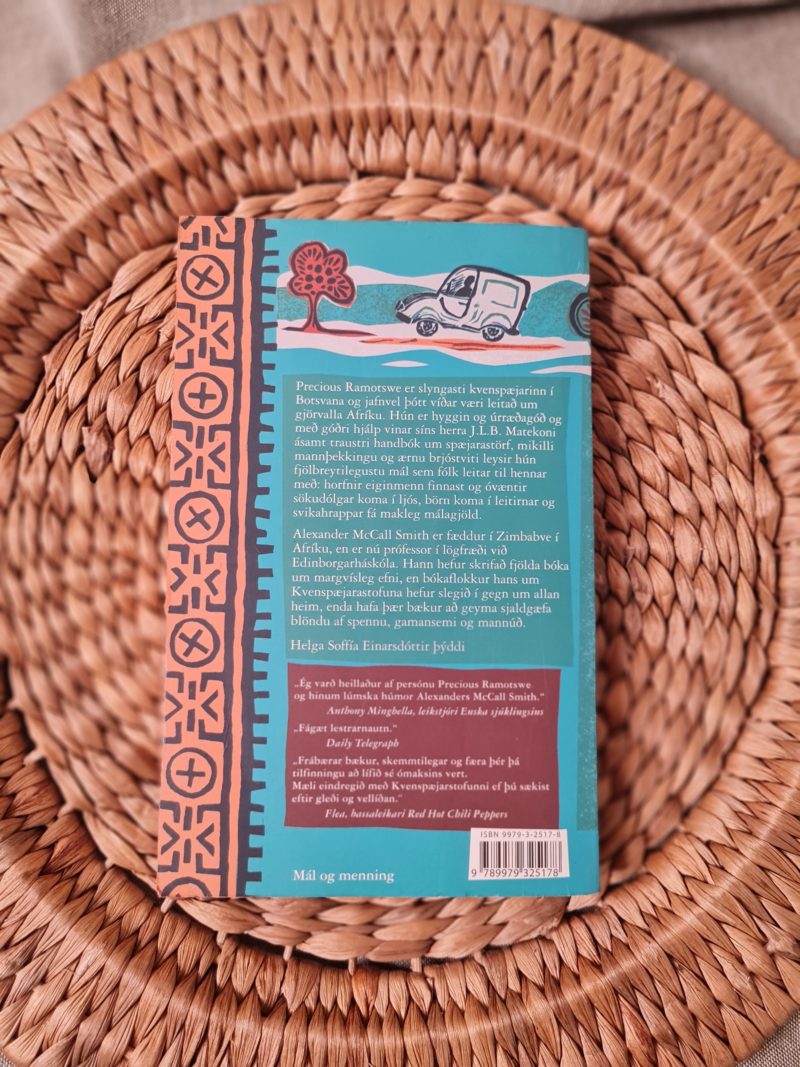 Precious Ramotswe er slyngasti kvenspæjarinn í
Botsvana og jafnvel þótt víðar væri leitað um
gjörvalla Afríku. Hún er hyggin og úrræðagóð og
með góðri hjálp vinar síns herra J.L.B. Matekoni
ásamt traustri handbók um spæjarastörf, mikilli
mannþekkingu og ærnu brjóstviti leysir hún
fjölbreytilegustu mál sem fólk leitar til hennar
með: horfnir eiginmenn finnast og óvæntir
sökudólgar koma í ljós, börn koma í leitirnar og
svikahrappar fá makleg málagjöld.
Alexander McCall Smith er fæddur í Zimbabve í
Afríku, en er nú prófessor í lögfræði við
Edinborgarháskóla. Hann hefur skrifað fjölda bóka
um margvísleg efni, en bókaflokkur hans um
Kvenspæjarastofuna hefur slegið í gegn um allan
heim, enda hafa þær bækur að geyma sjaldgæfa
blöndu af spennu, gamansemi og mannúð.
Helga Soffía Einarsdóttir þýddi
„Ég varð heillaður af persónu Precious Ramotswe
og hinum lúmska húmor Alexanders McCall Smith.“
Anthony Minghella, leikstjóri Enska sjúklingsins
„Fágæt lestrarnautn.“
Daily Telegraph
„Frábærar bækur, skemmtilegar og færa þér þá
tilfinningu að lífið sé ómaksins vert.
Mæli eindregið með Kvenspæjarastofunni ef þú sækist
eftir gleði og vellíðan.“
Flea, bassaleikari Red Hot Chili Peppers
ISBN 9979-3-2517-8
9 789979 325178
Mál og menning